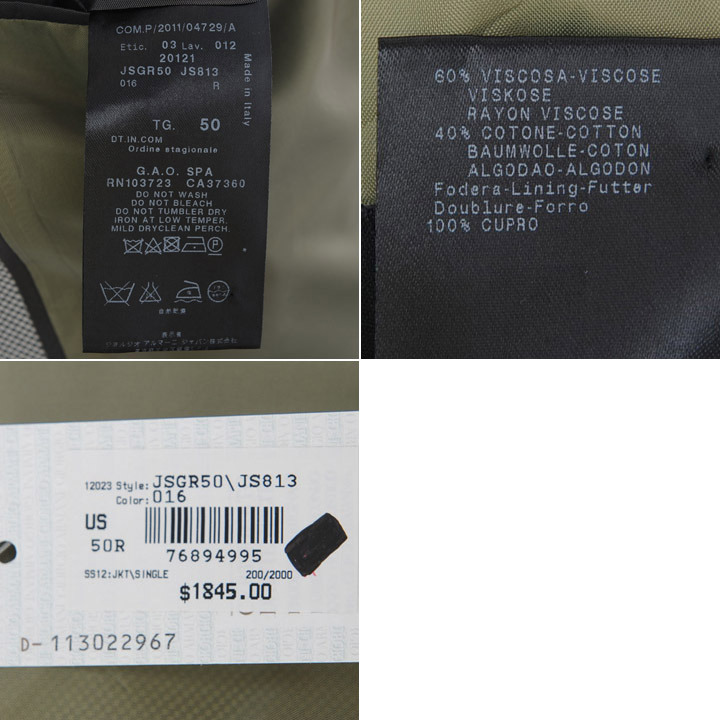 COM.P/2011/04729/A
Etic. 03 Lav. 012
20121
JSGR50 JS813
016 R
Made in Italy
TG. 50
DT.IN.COM
Ordine stagionale
G.A.O. SPA
RN103723 CA37360
DO NOT WASH
DO NOT BLEACH
DO NOT TUMBLER DRY
IRON AT LOW TEMPER.
MILD DRYCLEAN PERCH.
60% VISCOSA-VISCOSE
VISKOSE
RAYON VISCOSE
40% COTONE-COTTON
BAUMWOLLE-COTON
ALGODAO-ALGODON
Fodera-Lining-Futter
Doublure-Forro
100% CUPRO
12023 Style: JSGR50\JS813
Color: 016
US
50R
76894995
SS12:JKT\SINGLE 200/2000
$1845.00
D-113022967